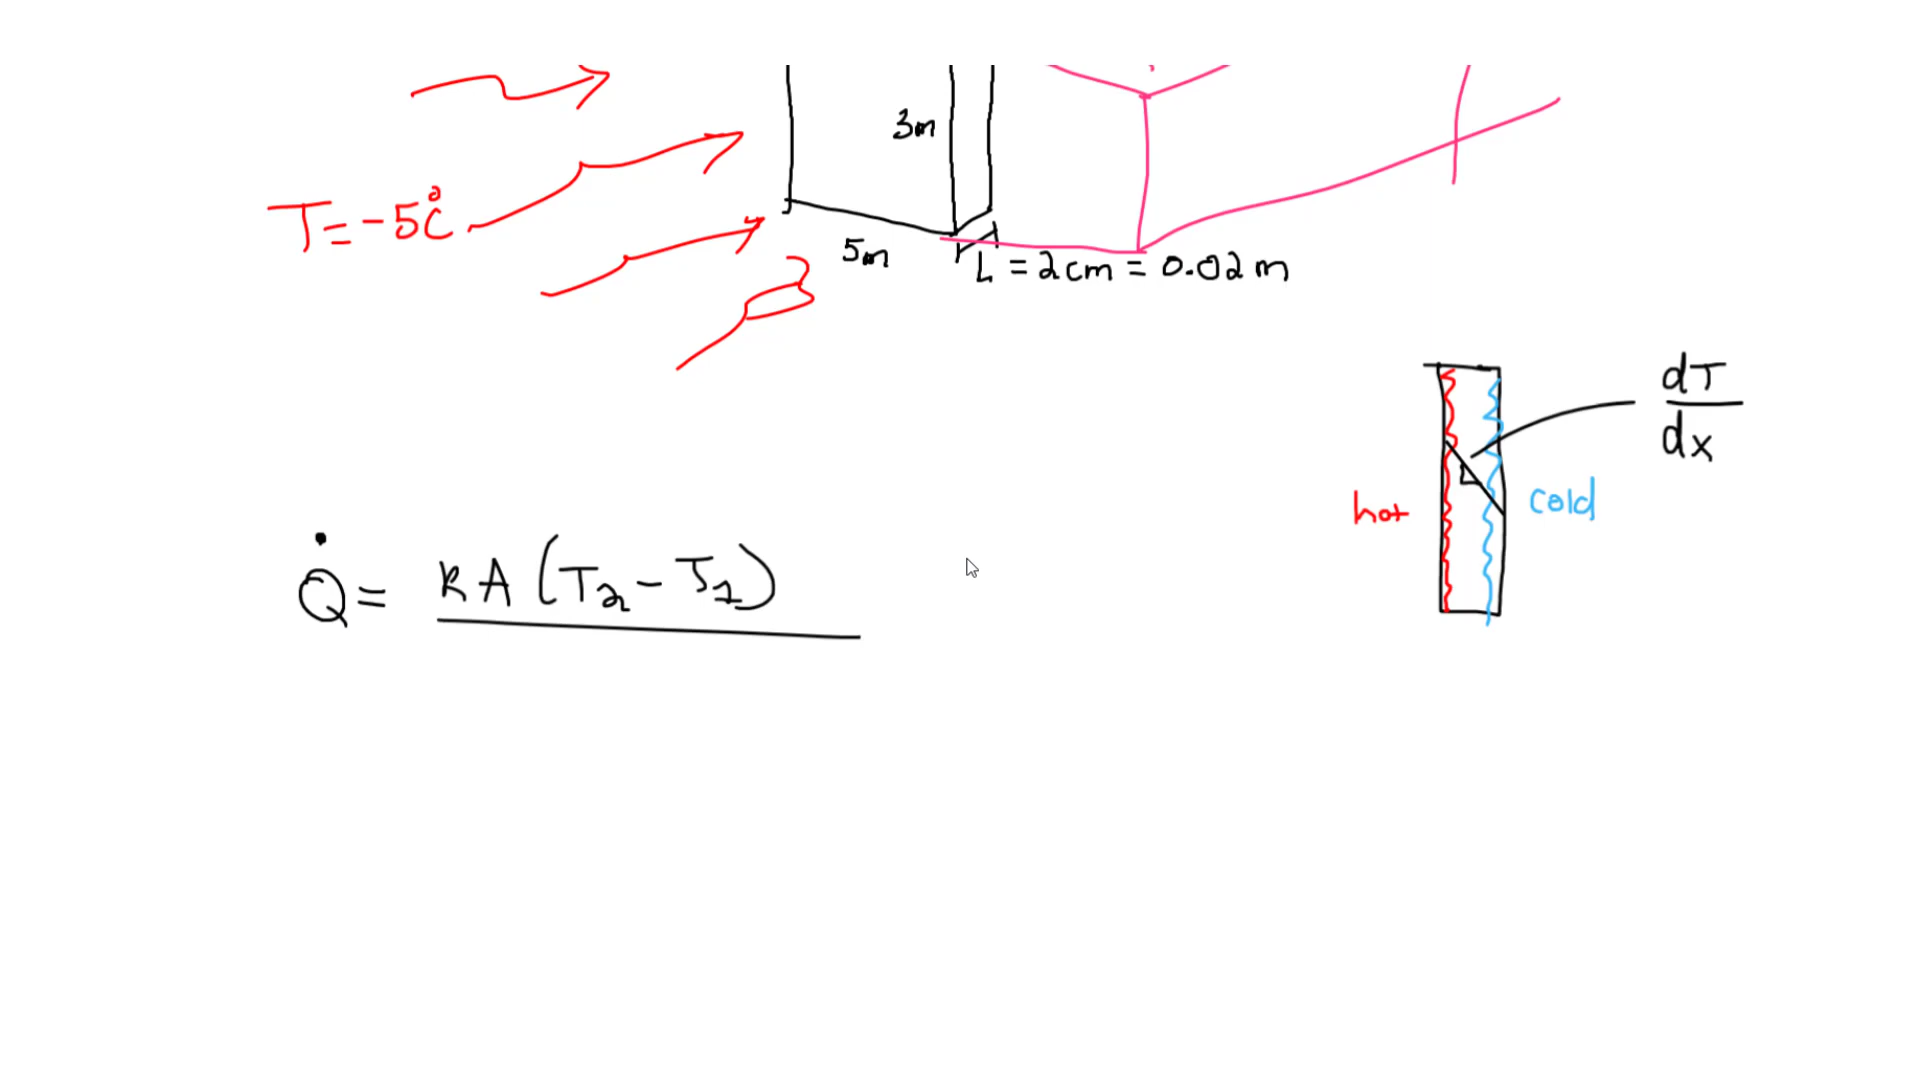 3m
T = -5°C
5m
L = 2cm = 0.02m
dT
dx
hot
cold
Q̇ = kA(T₂ - T₁)